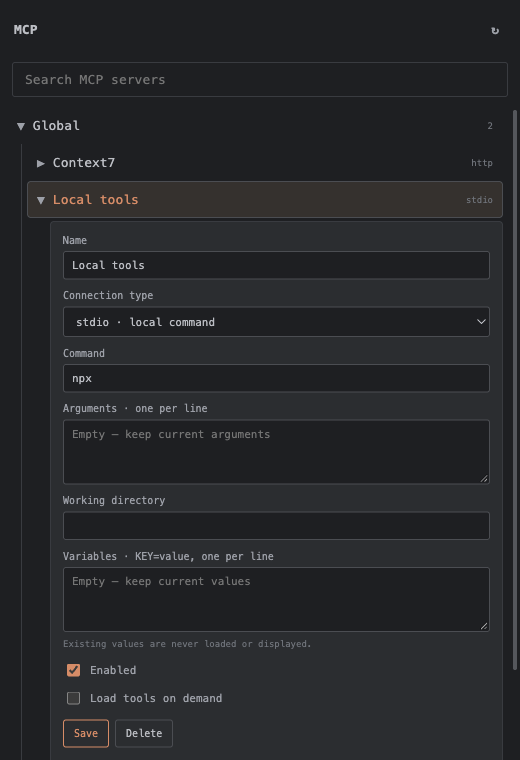 MCP ↻
Search MCP servers
▼ Global 2
▶ Context7 http
▼ Local tools stdio
Name
Local tools
Connection type
stdio · local command
Command
npx
Arguments · one per line
Empty — keep current arguments
Working directory
Variables · KEY=value, one per line
Empty — keep current values
Existing values are never loaded or displayed.
Enabled
Load tools on demand
Save Delete